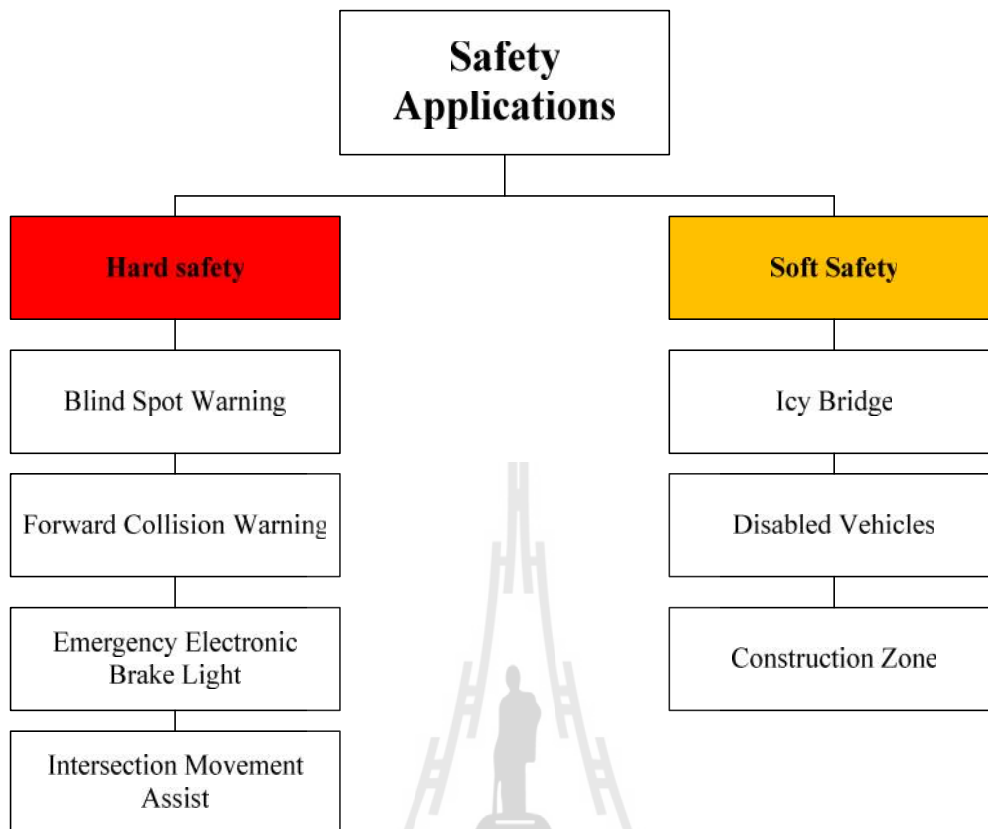 Safety
Applications
Hard safety
Soft Safety
Blind Spot Warning
Icy Bridge
Forward Collision Warning
Disabled Vehicles
Emergency Electronic
Brake Light
Construction Zone
Intersection Movement
Assist